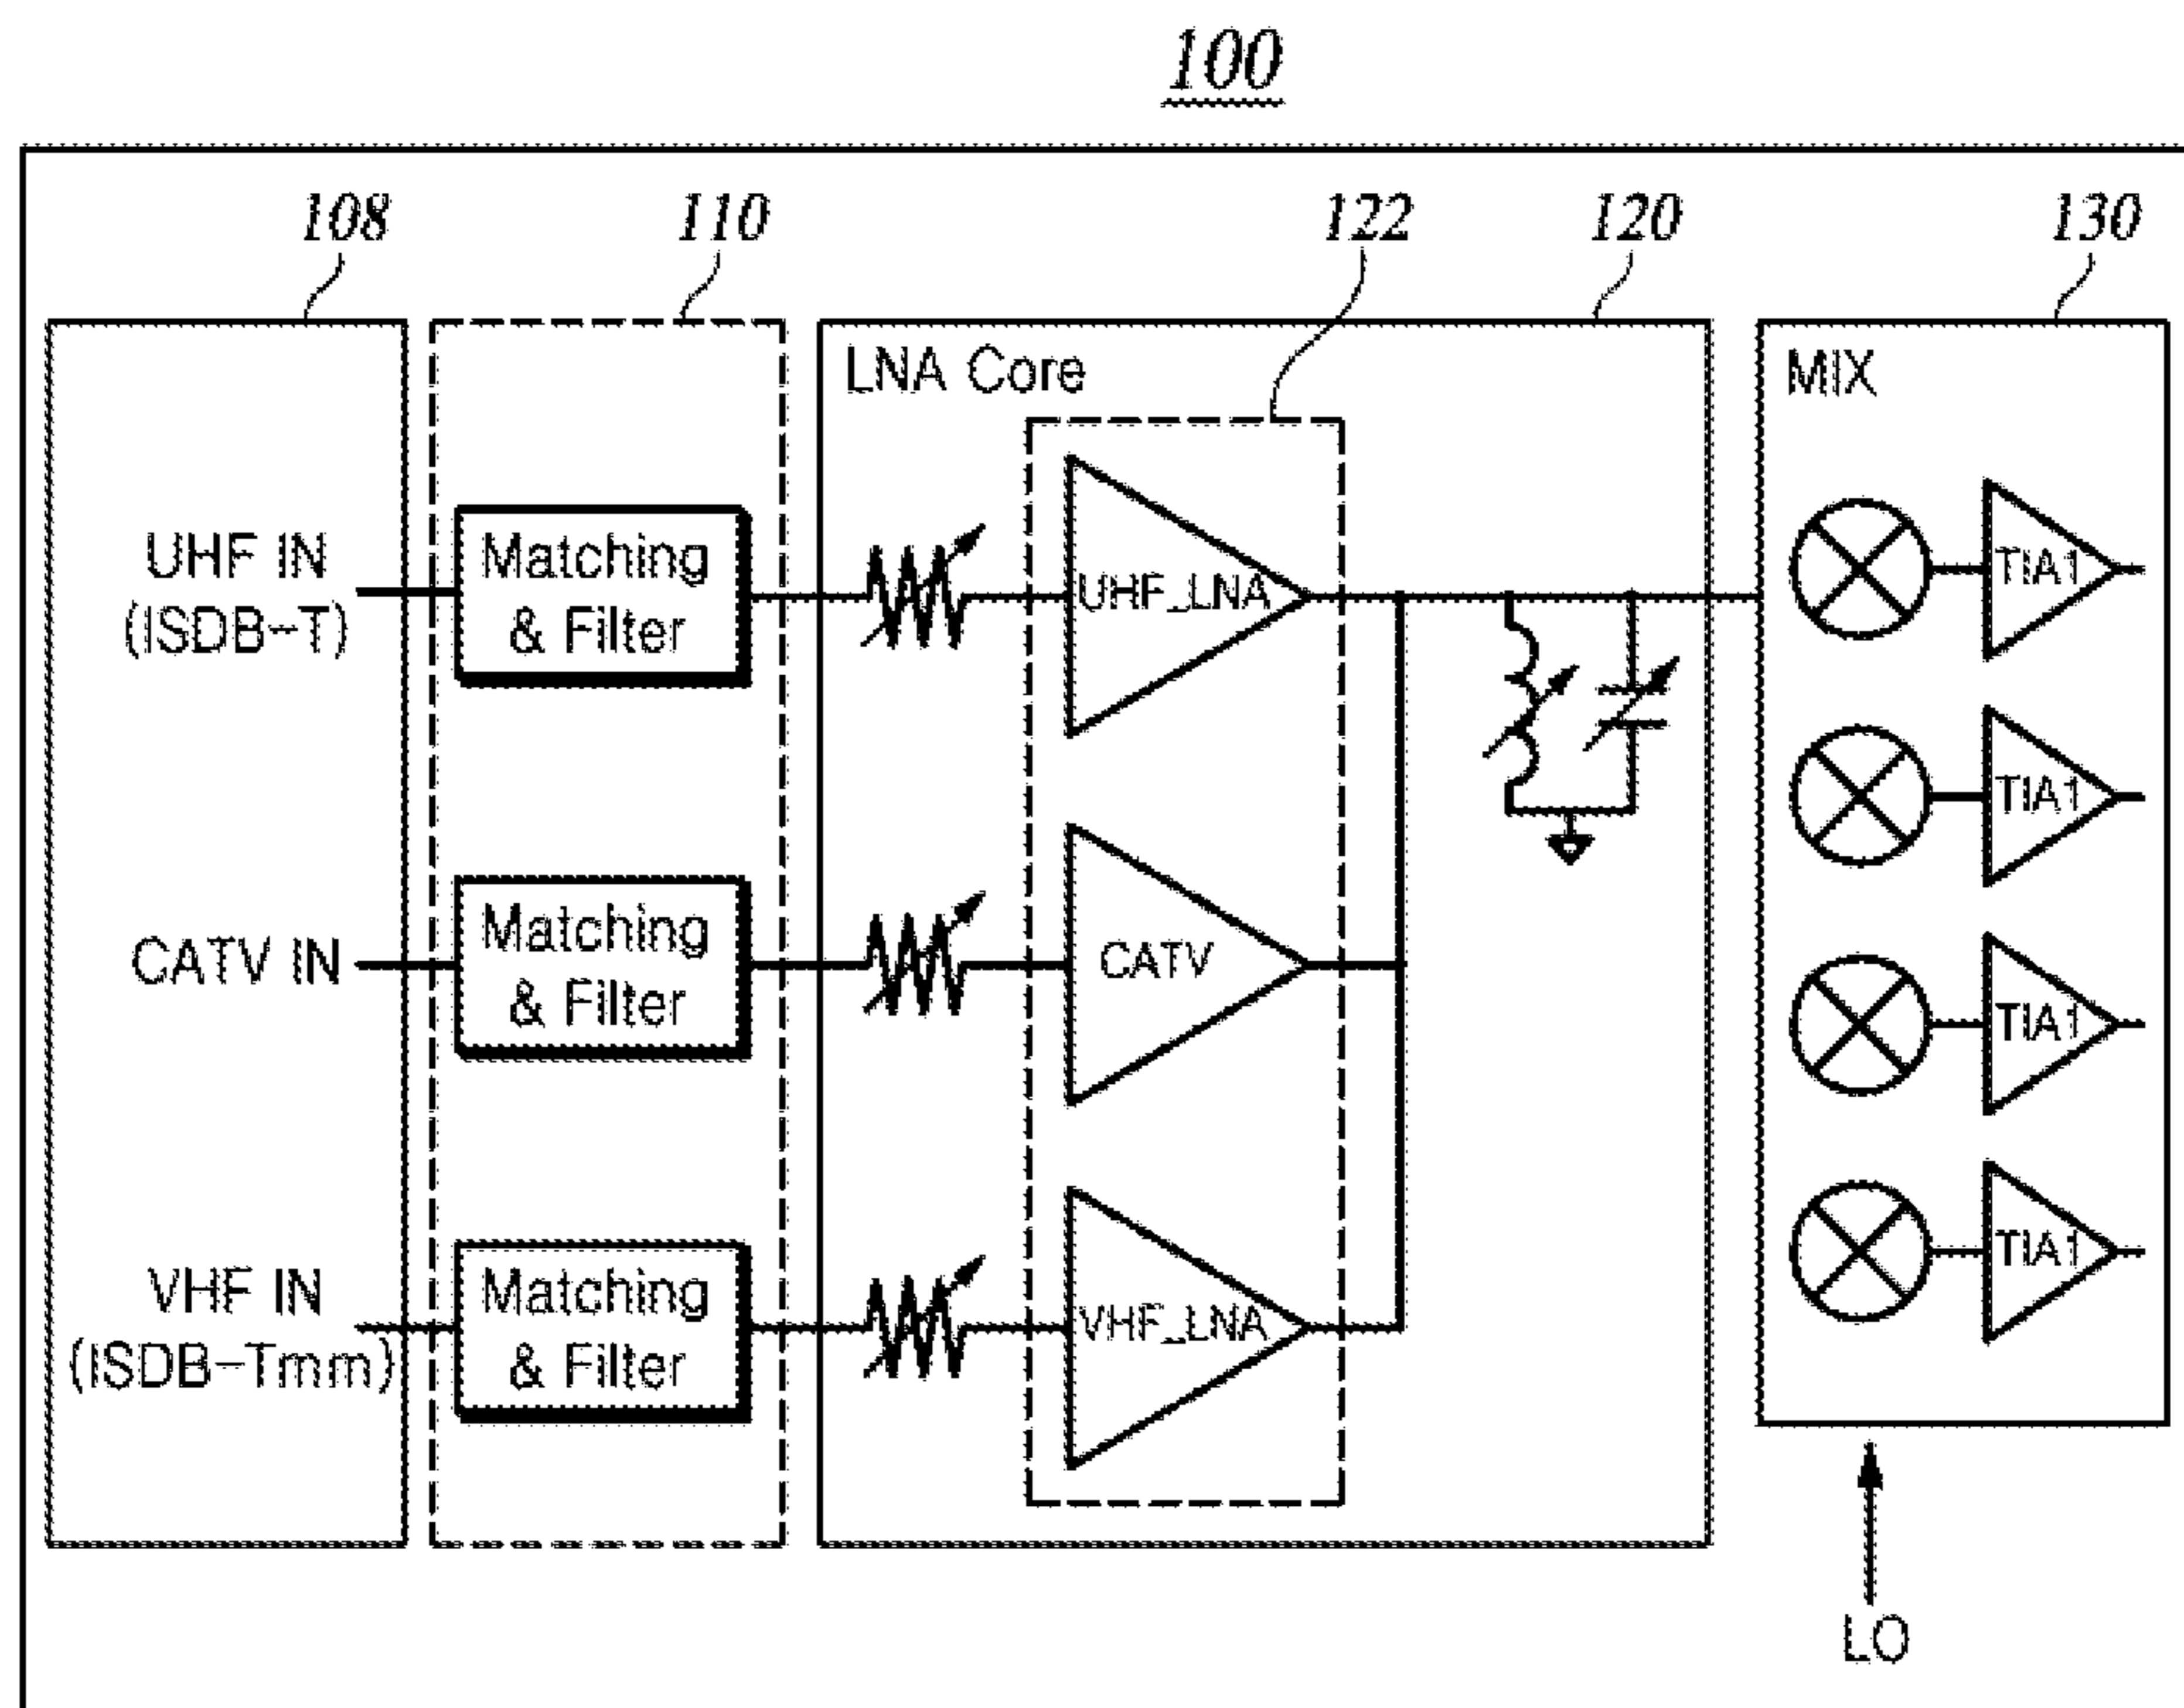 100
108
110
122
120
130
LNA Core
MIX
UHF IN
(ISDB-T)
Matching
& Filter
UHF_LNA
TIA1
TIA1
CATV IN
Matching
& Filter
CATV
TIA1
VHF IN
(ISDB-Tmm)
Matching
& Filter
VHF_LNA
TIA1
LO